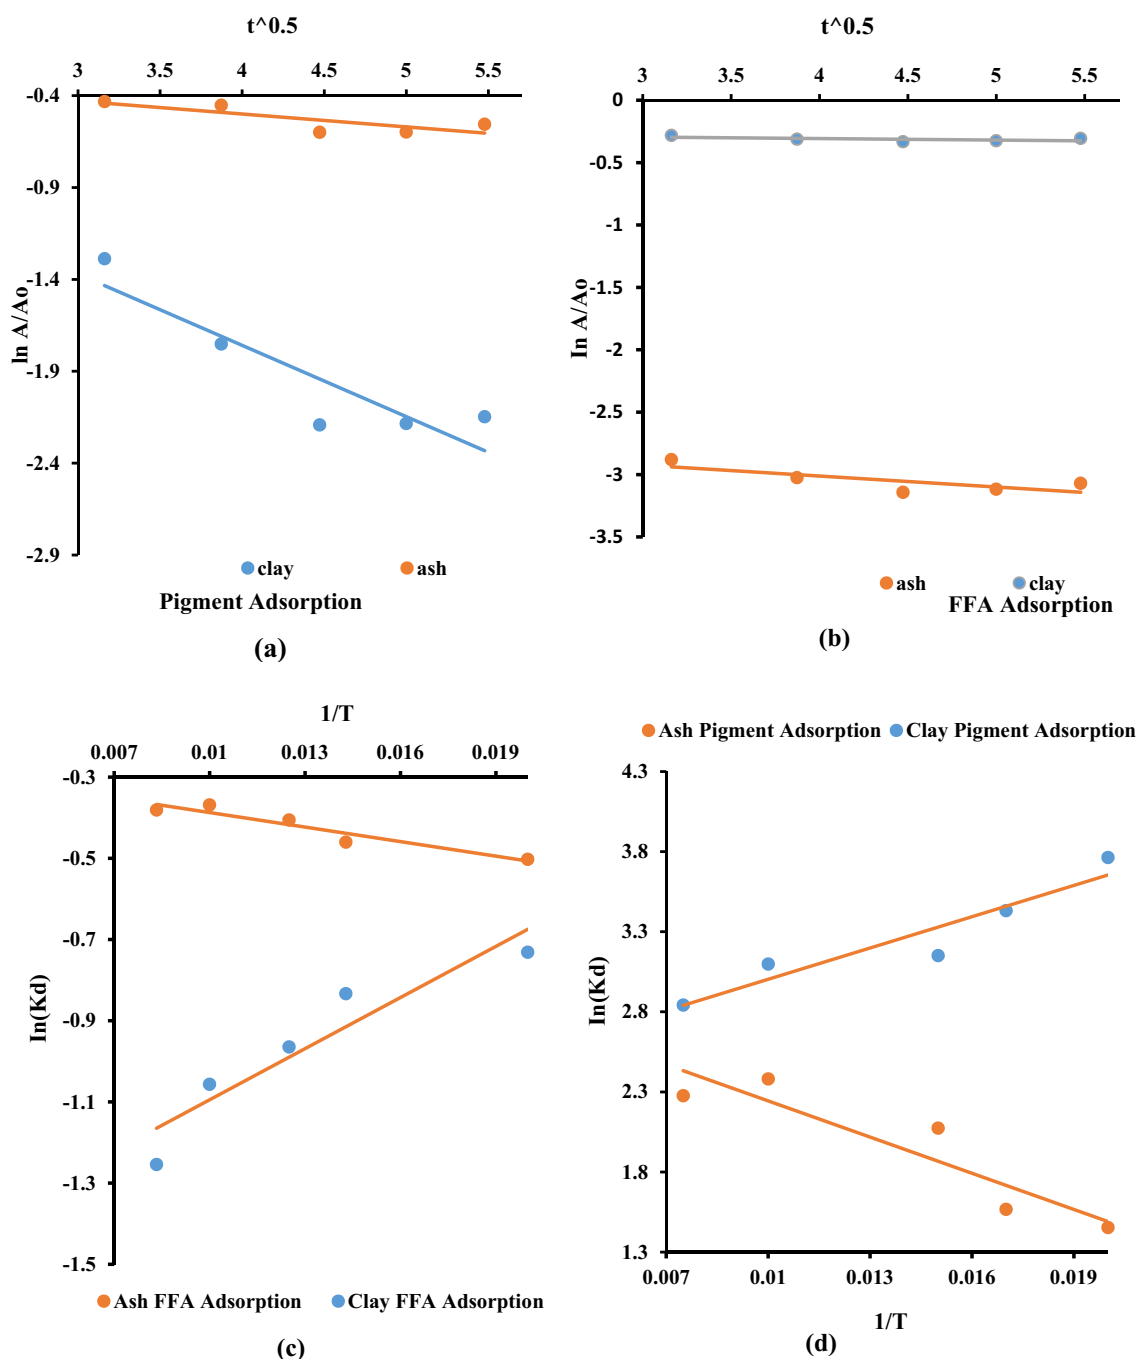 t^0.5
3 3.5 4 4.5 5 5.5
-0.4
-0.9
-1.4
-1.9
-2.4
-2.9
ln A/Ao
clay ash
Pigment Adsorption
(a)
t^0.5
3 3.5 4 4.5 5 5.5
0
-0.5
-1
-1.5
-2
-2.5
-3
-3.5
In A/Ao
ash clay
FFA Adsorption
(b)
1/T
0.007 0.01 0.013 0.016 0.019
-0.3
-0.5
-0.7
-0.9
-1.1
-1.3
-1.5
In(Kd)
Ash FFA Adsorption Clay FFA Adsorption
(c)
Ash Pigment Adsorption Clay Pigment Adsorption
4.3
3.8
3.3
2.8
2.3
1.8
1.3
In(Kd)
0.007 0.01 0.013 0.016 0.019
1/T
(d)